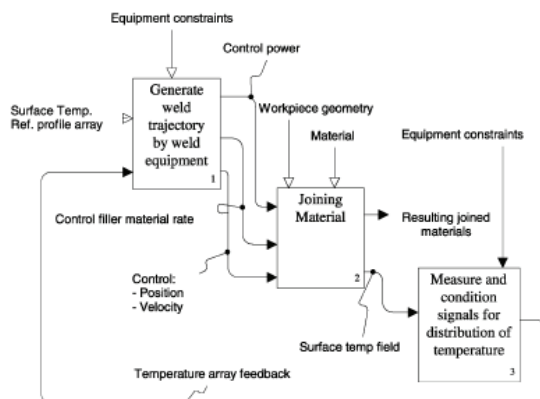 Equipment constraints
Control power
Generate
weld
trajectory
by weld
equipment
1
Surface Temp.
Ref. profile array
Workpiece geometry
Material
Equipment constraints
Joining
Material
2
Resulting joined
materials
Control filler material rate
Control:
- Position
- Velocity
Measure and
condition
signals for
distribution of
temperature
3
Surface temp field
Temperature array feedback